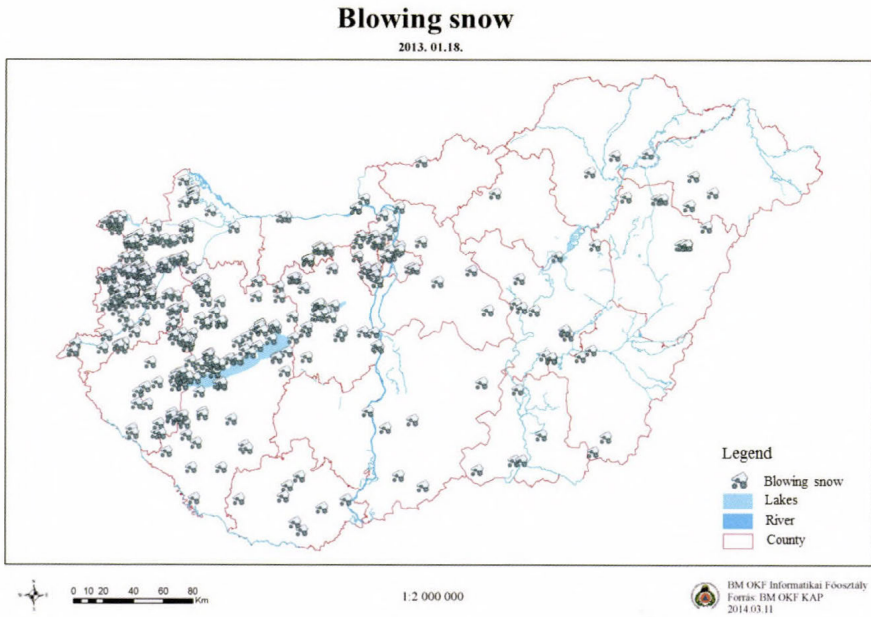 Blowing snow
2013. 01.18.
Legend
Blowing snow
Lakes
River
County
N
W E
S
0 10 20 40 60 80
Km
1:2 000 000
BM OKF Informatikai Főosztály
Forrás: BM OKF KAP
2014.03.11